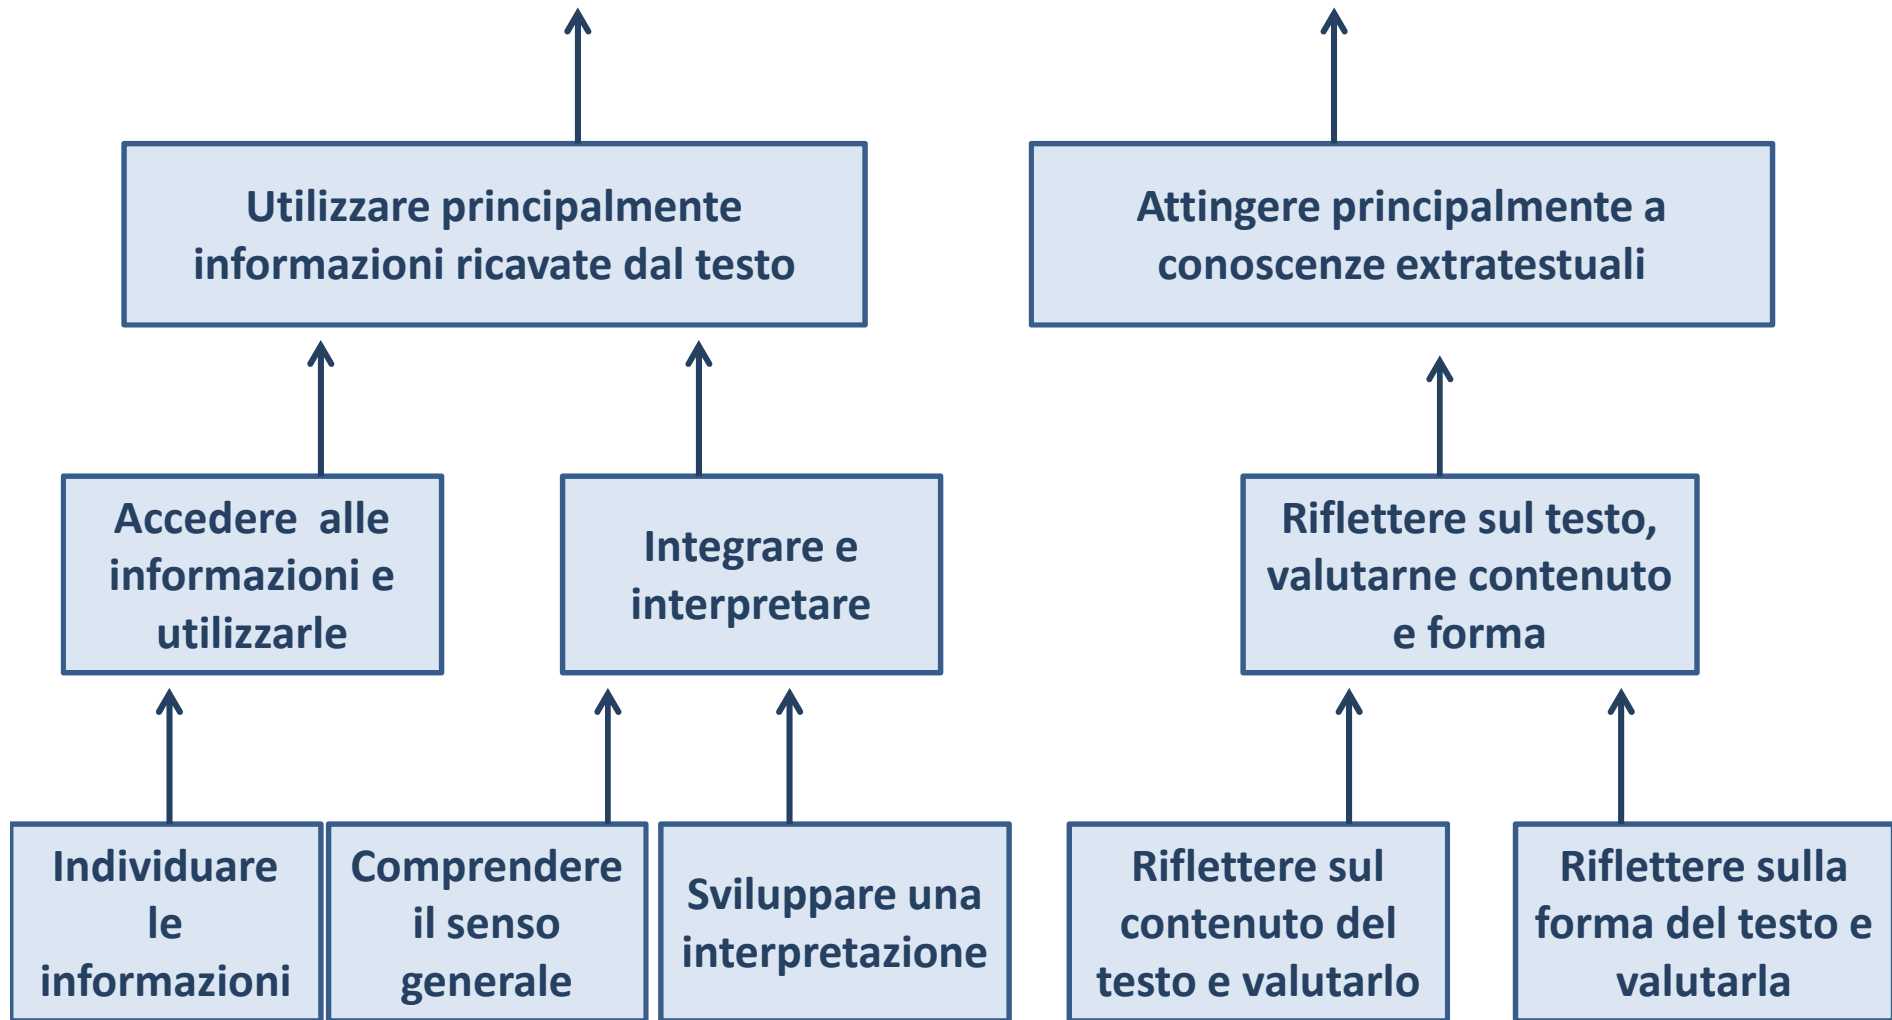 Utilizzare principalmente
informazioni ricavate dal testo
Attingere principalmente a
conoscenze extratestuali
Accedere alle
informazioni e
utilizzarle
Integrare e
interpretare
Riflettere sul testo,
valutarne contenuto
e forma
Individuare
le
informazioni
Comprendere
il senso
generale
Sviluppare una
interpretazione
Riflettere sul
contenuto del
testo e valutarlo
Riflettere sulla
forma del testo e
valutarla